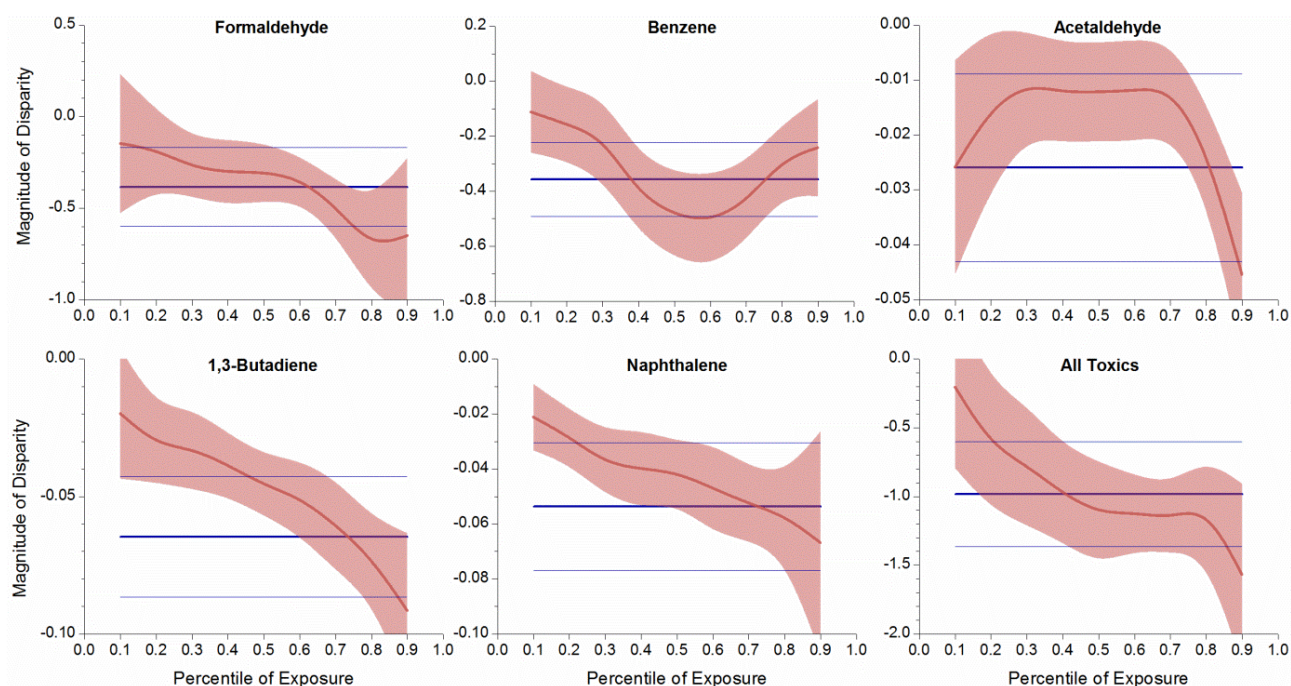 Formaldehyde
Benzene
Acetaldehyde
Magnitude of Disparity
0.5
0.0
-0.5
-1.0
0.0 0.1 0.2 0.3 0.4 0.5 0.6 0.7 0.8 0.9 1.0
0.2
0.0
-0.2
-0.4
-0.6
-0.8
0.0 0.1 0.2 0.3 0.4 0.5 0.6 0.7 0.8 0.9 1.0
0.00
-0.01
-0.02
-0.03
-0.04
-0.05
0.0 0.1 0.2 0.3 0.4 0.5 0.6 0.7 0.8 0.9 1.0
1,3-Butadiene
Naphthalene
All Toxics
Magnitude of Disparity
0.00
-0.05
-0.10
0.0 0.1 0.2 0.3 0.4 0.5 0.6 0.7 0.8 0.9 1.0
Percentile of Exposure
0.00
-0.02
-0.04
-0.06
-0.08
-0.10
0.0 0.1 0.2 0.3 0.4 0.5 0.6 0.7 0.8 0.9 1.0
Percentile of Exposure
0.0
-0.5
-1.0
-1.5
-2.0
0.0 0.1 0.2 0.3 0.4 0.5 0.6 0.7 0.8 0.9 1.0
Percentile of Exposure